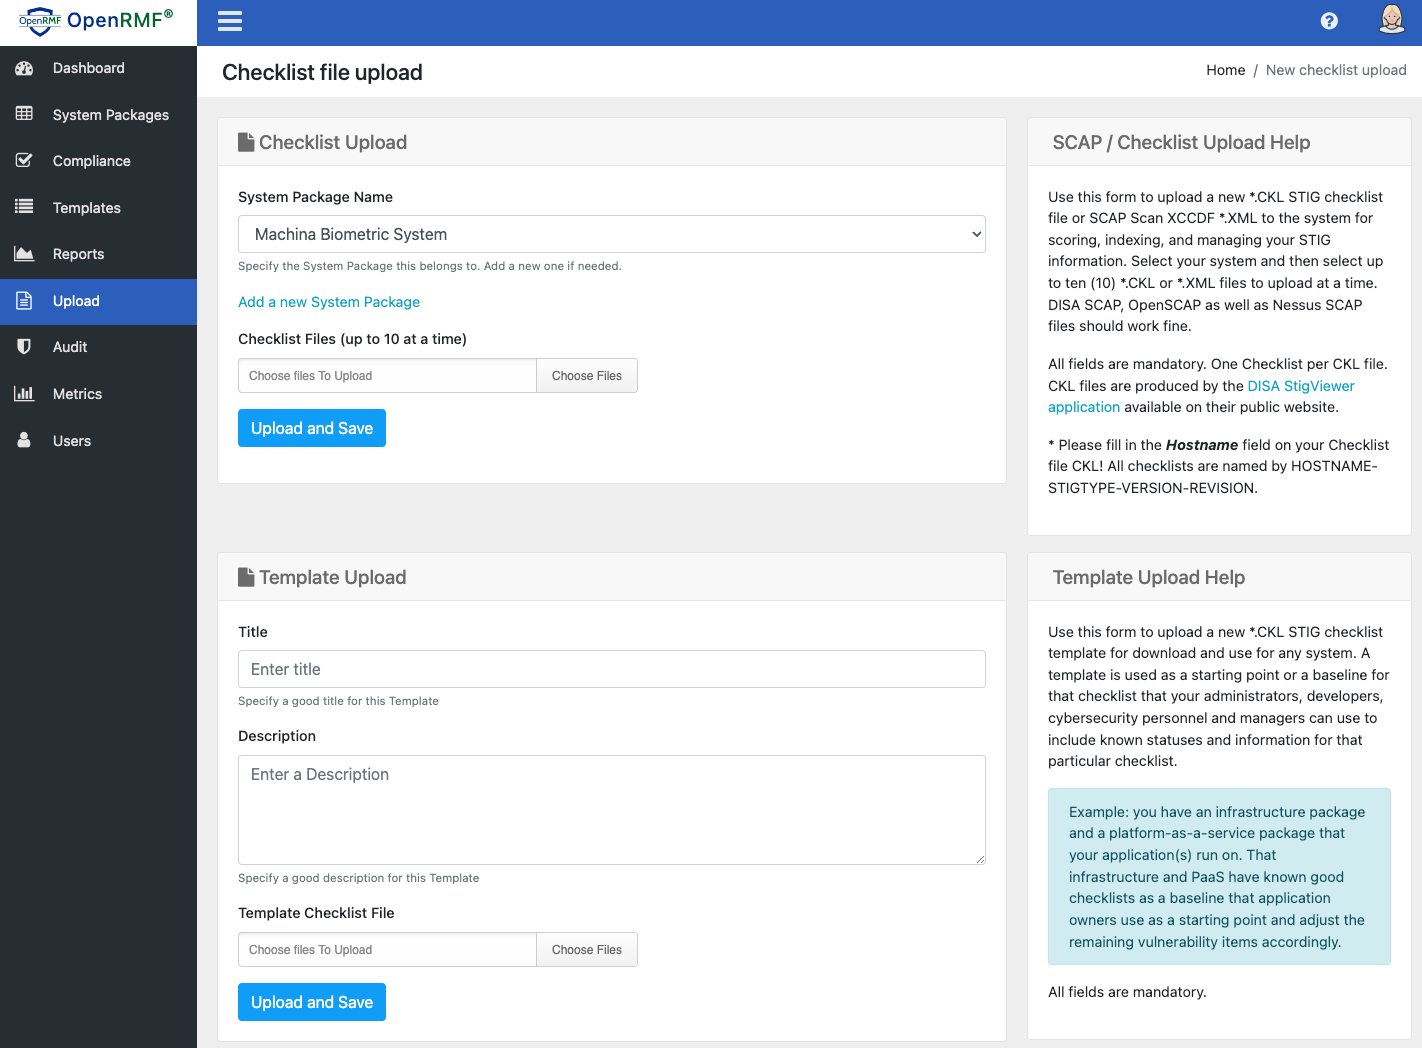 OpenRMF OpenRMF®
Dashboard
System Packages
Compliance
Templates
Reports
Upload
Audit
Metrics
Users
Checklist file upload
Home / New checklist upload
Checklist Upload
System Package Name
Machina Biometric System
Specify the System Package this belongs to. Add a new one if needed.
Add a new System Package
Checklist Files (up to 10 at a time)
Choose files To Upload
Choose Files
Upload and Save
SCAP / Checklist Upload Help
Use this form to upload a new *.CKL STIG checklist
file or SCAP Scan XCCDF *.XML to the system for
scoring, indexing, and managing your STIG
information. Select your system and then select up
to ten (10) *.CKL or *.XML files to upload at a time.
DISA SCAP, OpenSCAP as well as Nessus SCAP
files should work fine.
All fields are mandatory. One Checklist per CKL file.
CKL files are produced by the DISA StigViewer
application available on their public website.
* Please fill in the Hostname field on your Checklist
file CKL! All checklists are named by HOSTNAME-
STIGTYPE-VERSION-REVISION.
Template Upload
Title
Enter title
Specify a good title for this Template
Description
Enter a Description
Specify a good description for this Template
Template Checklist File
Choose files To Upload
Choose Files
Upload and Save
Template Upload Help
Use this form to upload a new *.CKL STIG checklist
template for download and use for any system. A
template is used as a starting point or a baseline for
that checklist that your administrators, developers,
cybersecurity personnel and managers can use to
include known statuses and information for that
particular checklist.
Example: you have an infrastructure package
and a platform-as-a-service package that
your application(s) run on. That
infrastructure and PaaS have known good
checklists as a baseline that application
owners use as a starting point and adjust the
remaining vulnerability items accordingly.
All fields are mandatory.